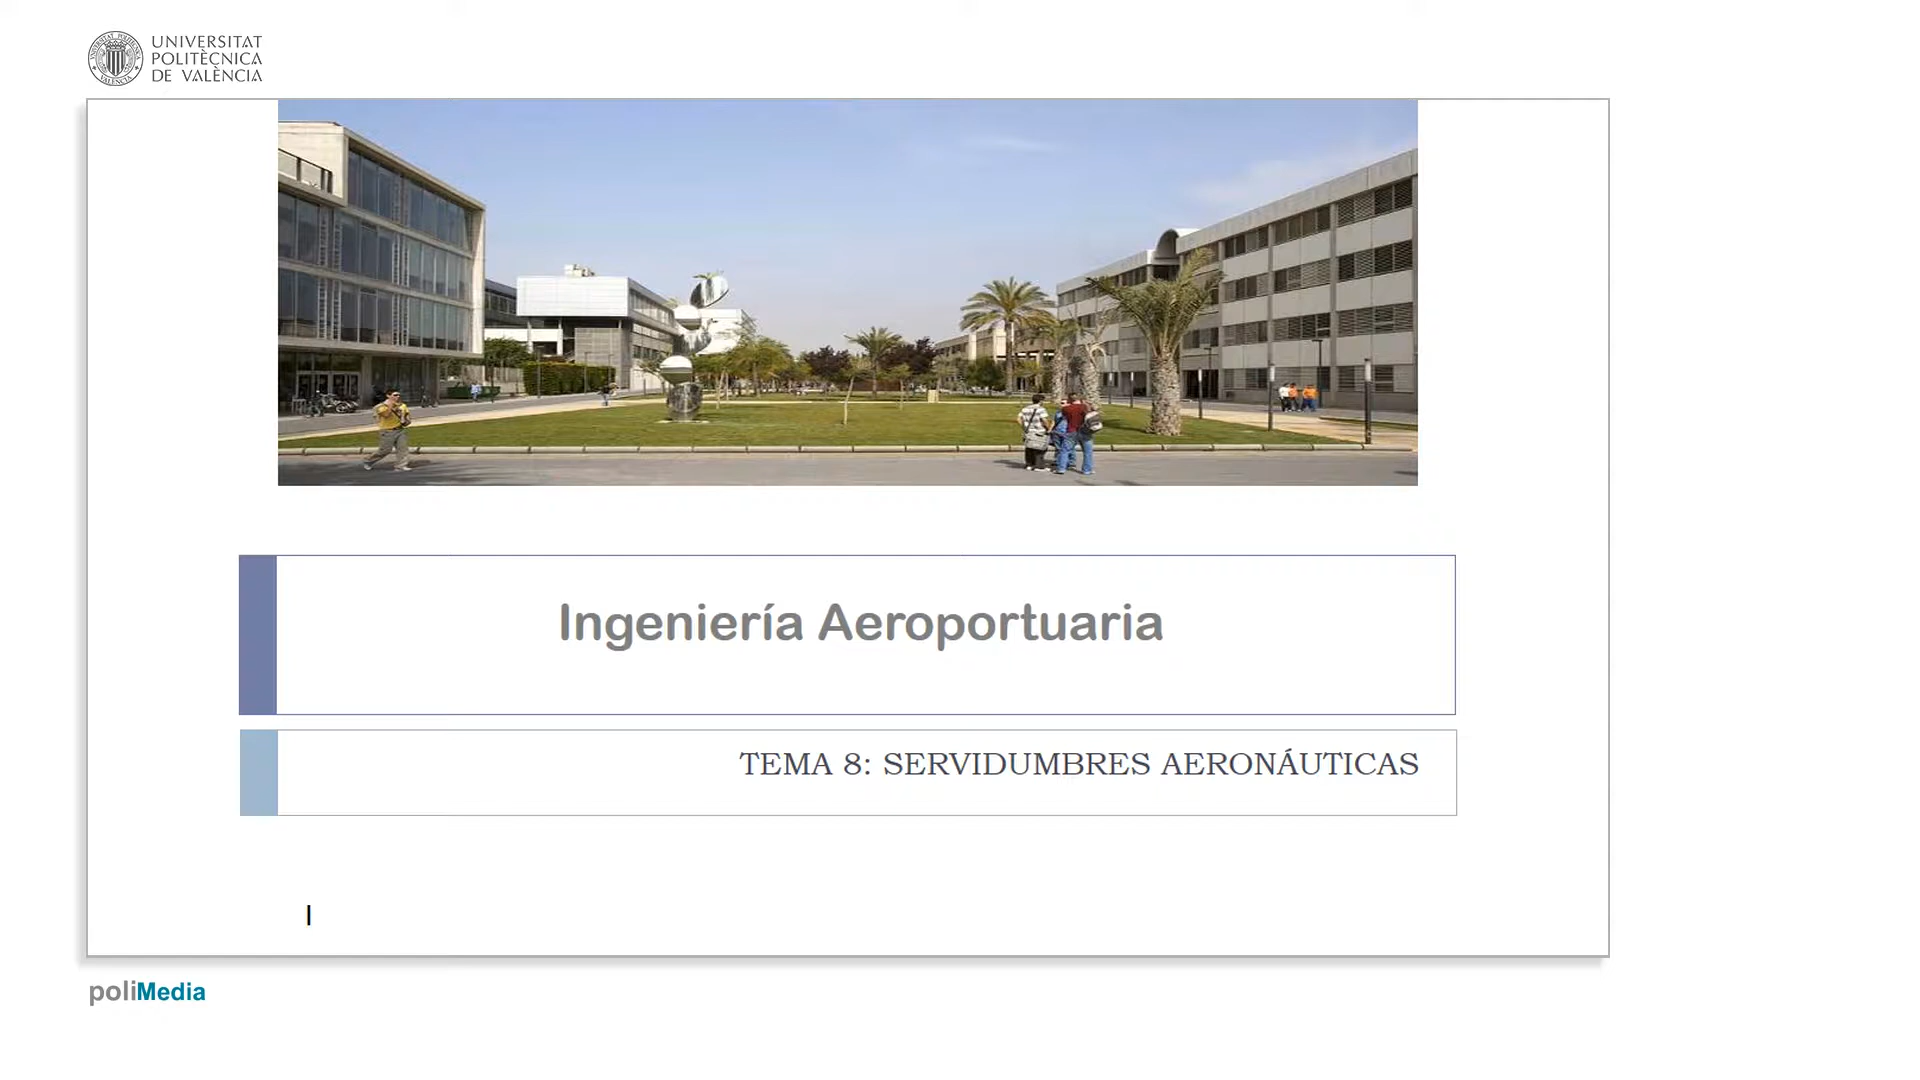 UNIVERSITAT
POLITÈCNICA
DE VALÈNCIA
Ingeniería Aeroportuaria
TEMA 8: SERVIDUMBRES AERONÁUTICAS
poliMedia